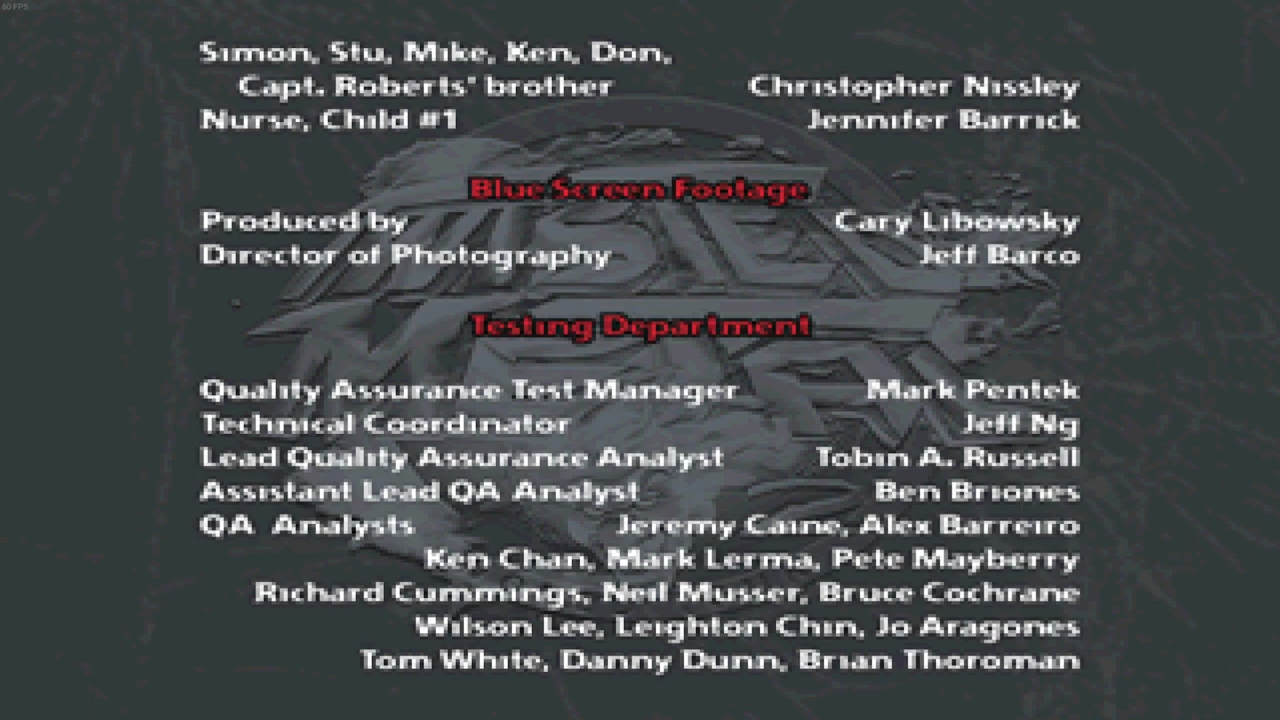 60 FPS
Simon, Stu, Mike, Ken, Don,
Capt. Roberts' brother Christopher Nissley
Nurse, Child #1 Jennifer Barrick
Blue Screen Footage
Produced by Cary Libowsky
Director of Photography Jeff Barco
TWISTED
METAL
Testing Department
Quality Assurance Test Manager Mark Pentek
Technical Coordinator Jeff Ng
Lead Quality Assurance Analyst Tobin A. Russell
Assistant Lead QA Analyst Ben Briones
QA Analysts Jeremy Caine, Alex Barreiro
Ken Chan, Mark Lerma, Pete Mayberry
Richard Cummings, Neil Musser, Bruce Cochrane
Wilson Lee, Leighton Chin, Jo Aragones
Tom White, Danny Dunn, Brian Thoroman